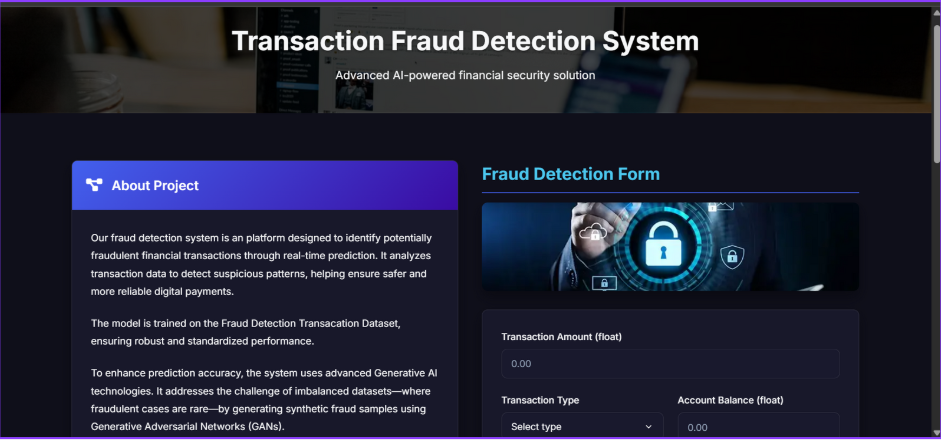 Transaction Fraud Detection System
Advanced AI-powered financial security solution
About Project
Our fraud detection system is an platform designed to identify potentially
fraudulent financial transactions through real-time prediction. It analyzes
transaction data to detect suspicious patterns, helping ensure safer and
more reliable digital payments.
The model is trained on the Fraud Detection Transacation Dataset,
ensuring robust and standardized performance.
To enhance prediction accuracy, the system uses advanced Generative AI
technologies. It addresses the challenge of imbalanced datasets—where
fraudulent cases are rare—by generating synthetic fraud samples using
Generative Adversarial Networks (GANs).
Fraud Detection Form
Transaction Amount (float)
0.00
Transaction Type
Account Balance (float)
Select type
0.00